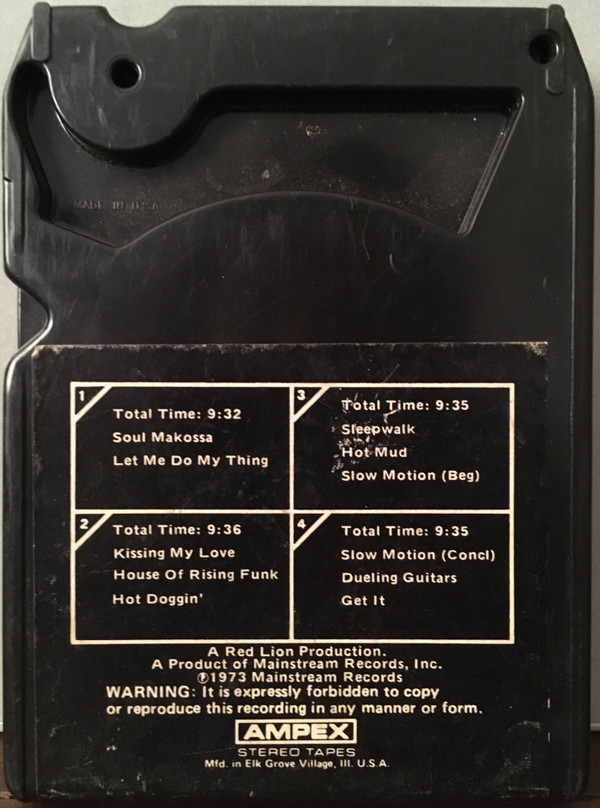 MADE IN U.S.A.
1
Total Time: 9:32
Soul Makossa
Let Me Do My Thing
3
Total Time: 9:35
Sleepwalk
Hot Mud
Slow Motion (Beg)
2
Total Time: 9:36
Kissing My Love
House Of Rising Funk
Hot Doggin'
4
Total Time: 9:35
Slow Motion (Concl)
Dueling Guitars
Get It
A Red Lion Production.
A Product of Mainstream Records, Inc.
℗1973 Mainstream Records
WARNING: It is expressly forbidden to copy
or reproduce this recording in any manner or form.
AMPEX
STEREO TAPES
Mfd. in Elk Grove Village, Ill. U.S.A.